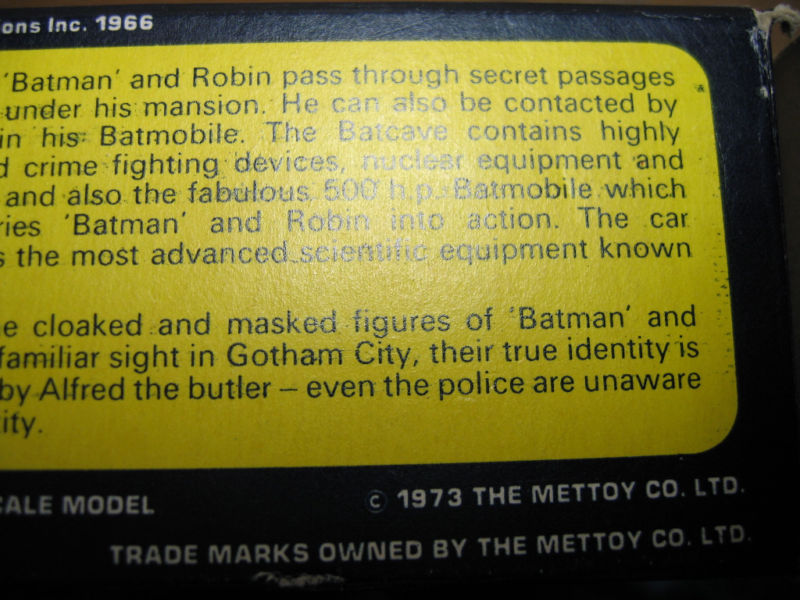 ons Inc. 1966
'Batman' and Robin pass through secret passages
under his mansion. He can also be contacted by
in his Batmobile. The Batcave contains highly
d crime fighting devices, nuclear equipment and
and also the fabulous 500 h.p. Batmobile which
ries 'Batman' and Robin into action. The car
s the most advanced scientific equipment known
e cloaked and masked figures of 'Batman' and
familiar sight in Gotham City, their true identity is
by Alfred the butler – even the police are unaware
ity.
CALE MODEL © 1973 THE METTOY CO. LTD.
TRADE MARKS OWNED BY THE METTOY CO. LTD.